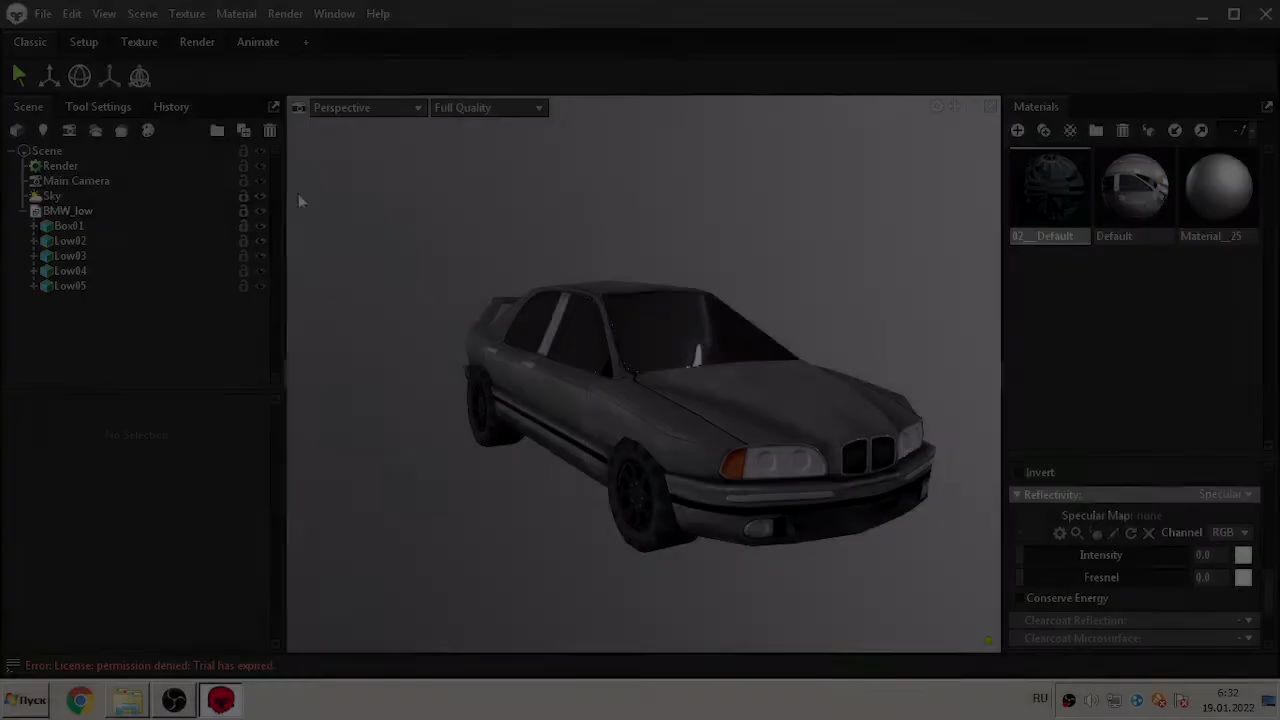 File Edit View Scene Texture Material Render Window Help
Classic Setup Texture Render Animate +
Scene Tool Settings History
Perspective Full Quality
Materials
Scene
Render
Main Camera
Sky
BMW_low
Box01
Low02
Low03
Low04
Low05
No Selection
02__Default Default Material__25
Invert
Reflectivity: Specular
Specular Map: none
Channel RGB
Intensity 0.0
Fresnel 0.0
Conserve Energy
Clearcoat Reflection: -
Clearcoat Microsurface: -
Error: License: permission denied: Trial has expired.
Пуск RU 6:32
19.01.2022